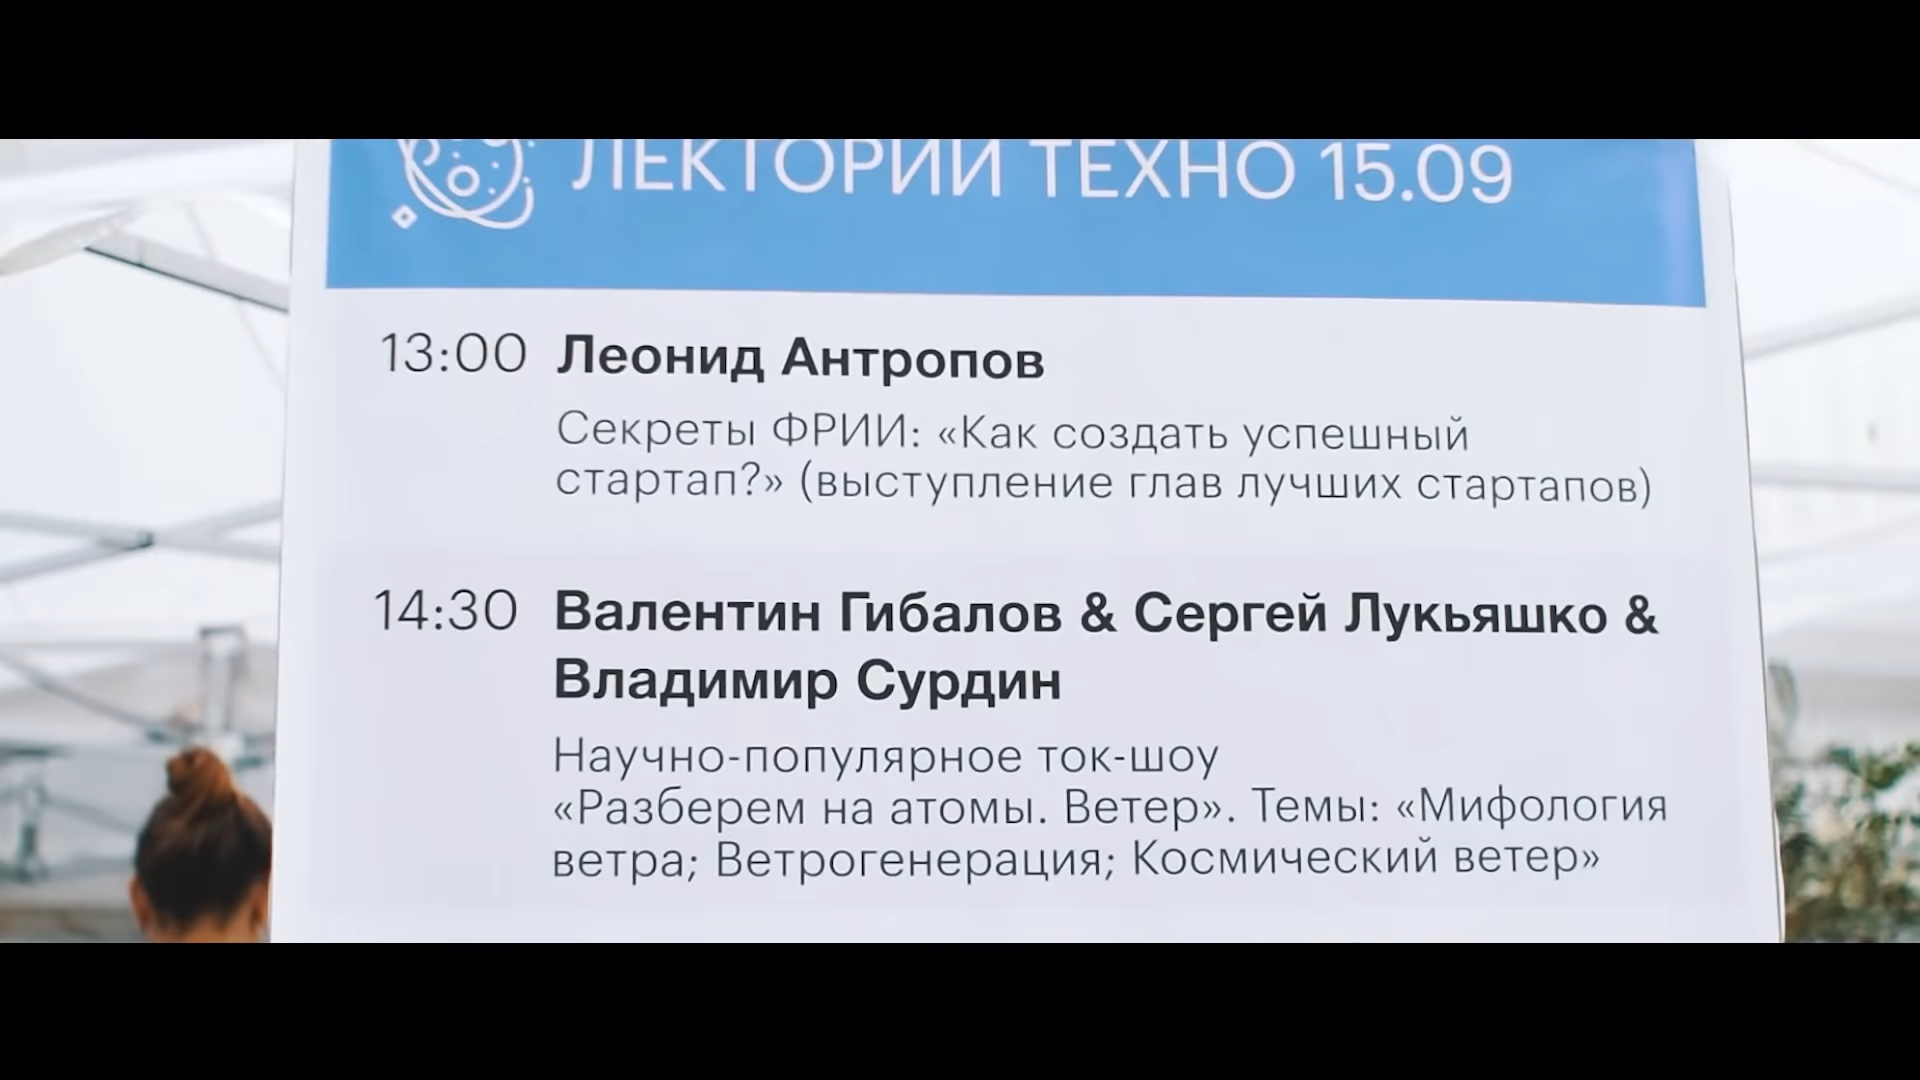 ЛЕКТОРИЙ ТЕХНО 15.09
13:00 Леонид Антропов
Секреты ФРИИ: «Как создать успешный
стартап?» (выступление глав лучших стартапов)
14:30 Валентин Гибалов & Сергей Лукьяшко &
Владимир Сурдин
Научно-популярное ток-шоу
«Разберем на атомы. Ветер». Темы: «Мифология
ветра; Ветрогенерация; Космический ветер»